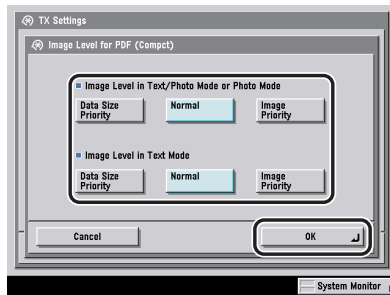 TX Settings
Image Level for PDF (Compct)
Image Level in Text/Photo Mode or Photo Mode
Data Size Priority
Normal
Image Priority
Image Level in Text Mode
Data Size Priority
Normal
Image Priority
Cancel
OK
System Monitor